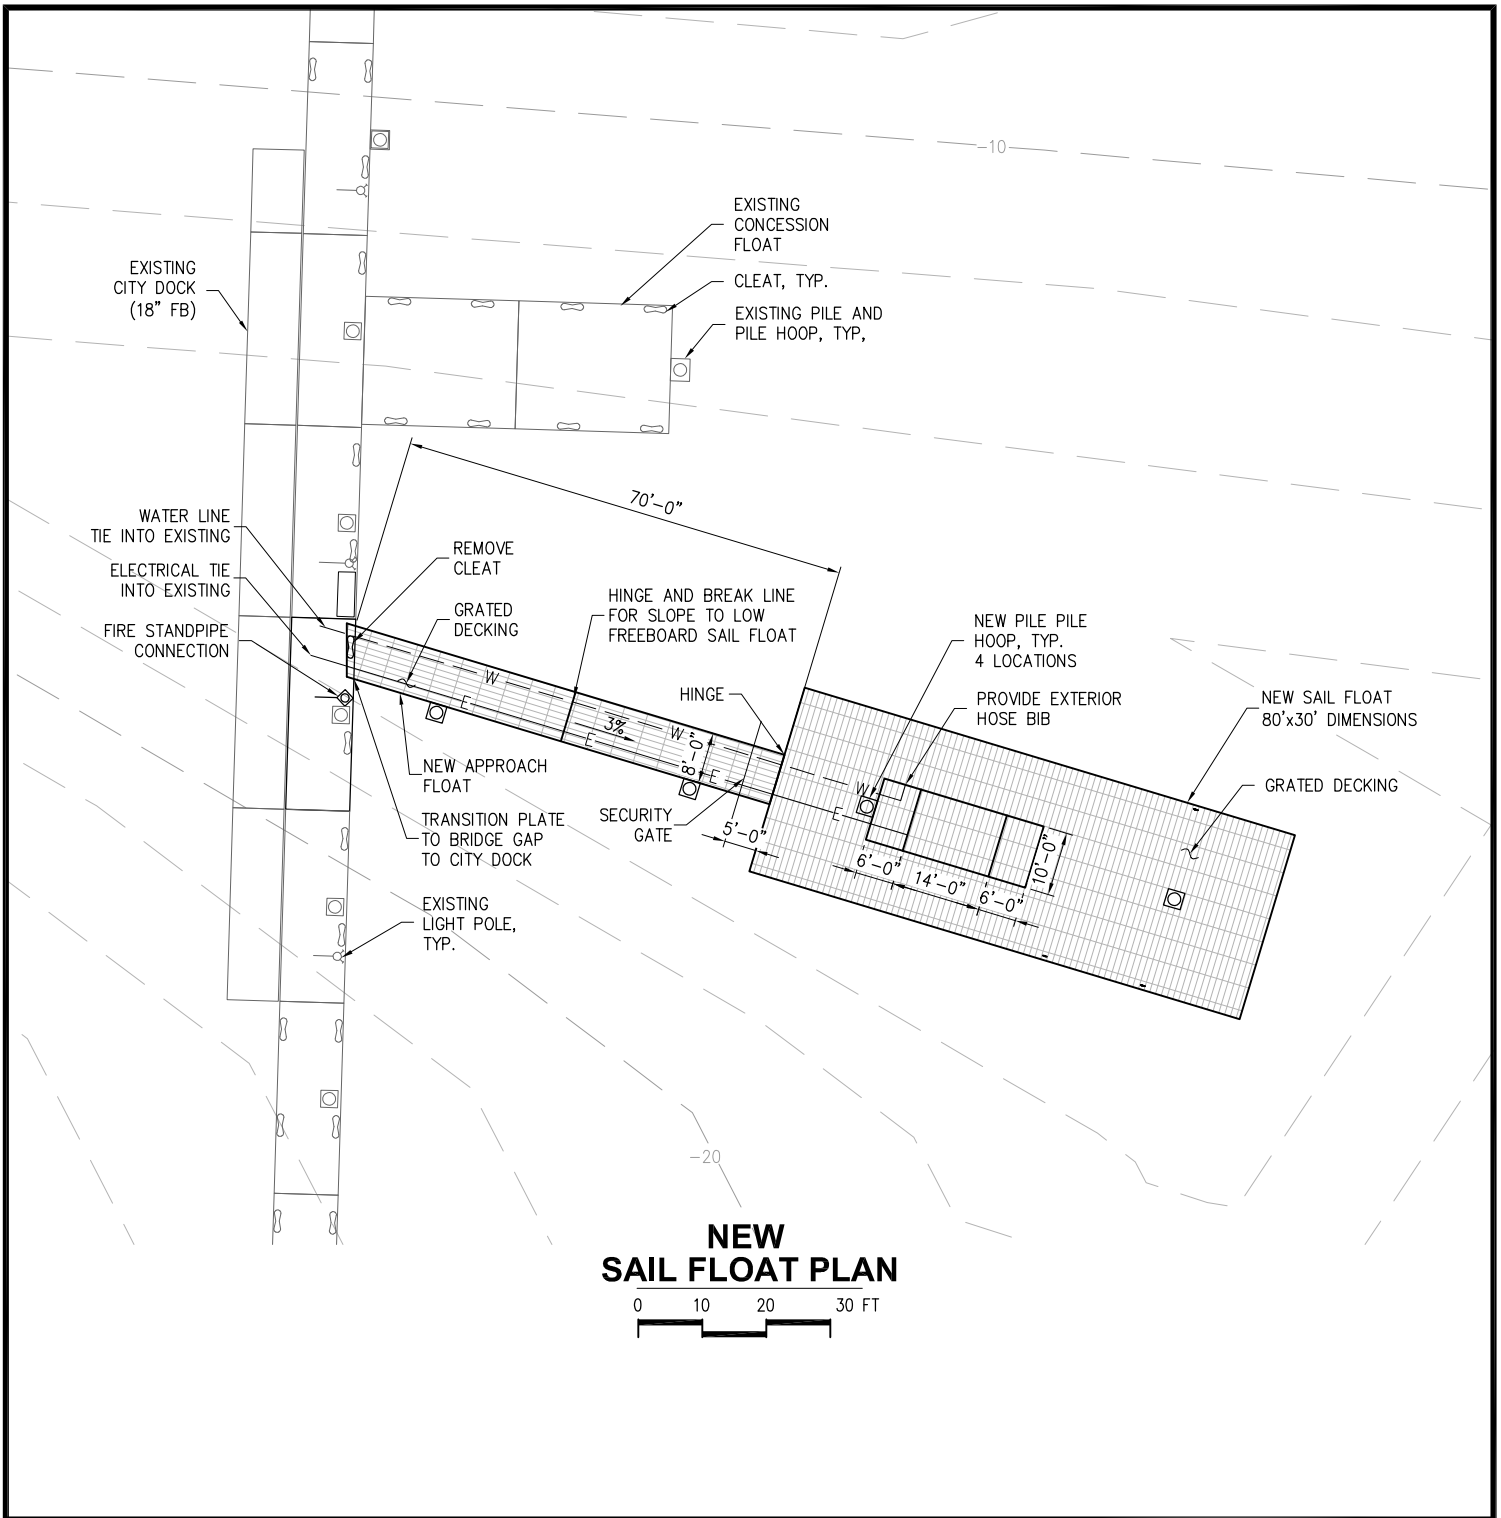 -10
EXISTING
CONCESSION
FLOAT
EXISTING
CITY DOCK
(18" FB)
CLEAT, TYP.
EXISTING PILE AND
PILE HOOP, TYP,
70'-0"
WATER LINE
TIE INTO EXISTING
REMOVE
CLEAT
ELECTRICAL TIE
INTO EXISTING
HINGE AND BREAK LINE
FOR SLOPE TO LOW
FREEBOARD SAIL FLOAT
GRATED
DECKING
FIRE STANDPIPE
CONNECTION
NEW PILE PILE
HOOP, TYP.
4 LOCATIONS
HINGE
PROVIDE EXTERIOR
HOSE BIB
NEW SAIL FLOAT
80'x30' DIMENSIONS
W
E
3%
W
E
8'-0"
E
W
E
NEW APPROACH
FLOAT
GRATED DECKING
SECURITY
GATE
TRANSITION PLATE
TO BRIDGE GAP
TO CITY DOCK
5'-0"
6'-0"
14'-0"
6'-0"
10'-0"
EXISTING
LIGHT POLE,
TYP.
-20
NEW
SAIL FLOAT PLAN
0 10 20 30 FT